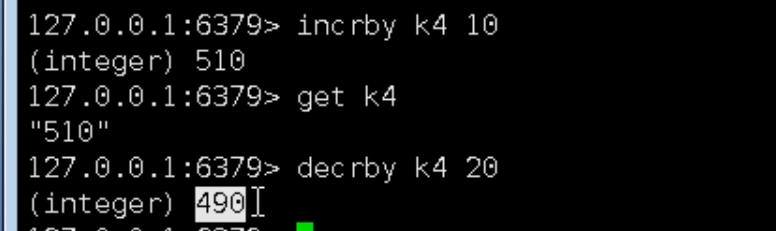 127.0.0.1:6379> incrby k4 10
(integer) 510
127.0.0.1:6379> get k4
"510"
127.0.0.1:6379> decrby k4 20
(integer) 490